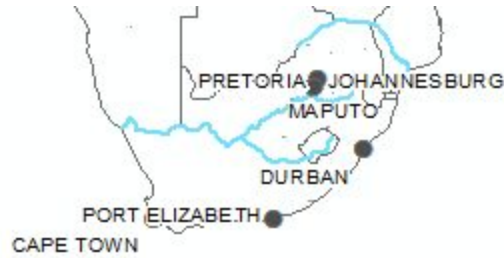 PRETORIA JOHANNESBURG
MAPUTO
DURBAN
PORT ELIZABETH
CAPE TOWN